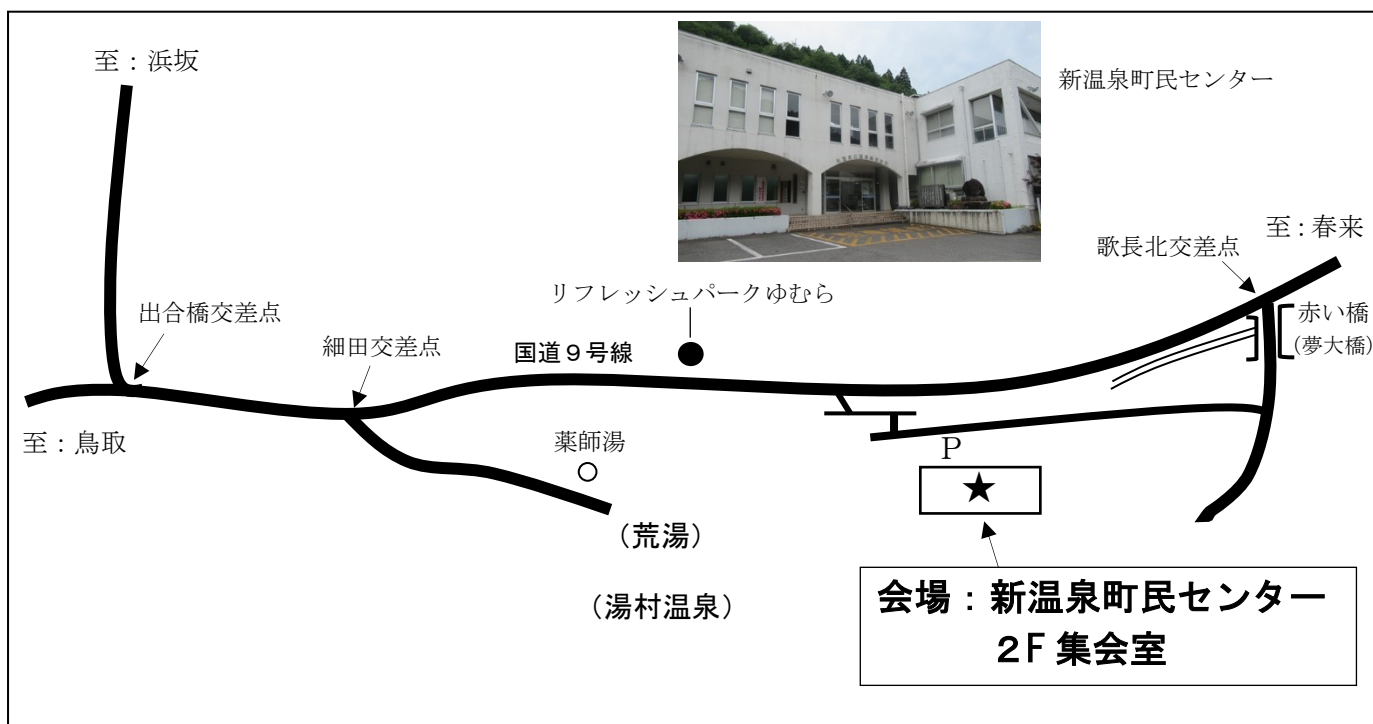 至：浜坂
新温泉町民センター
至：春来
歌長北交差点
リフレッシュパークゆむら
出合橋交差点
赤い橋
(夢大橋)
細田交差点
国道９号線
至：鳥取
薬師湯
Ｐ
★
（荒湯）
（湯村温泉）
会場：新温泉町民センター
２Ｆ集会室